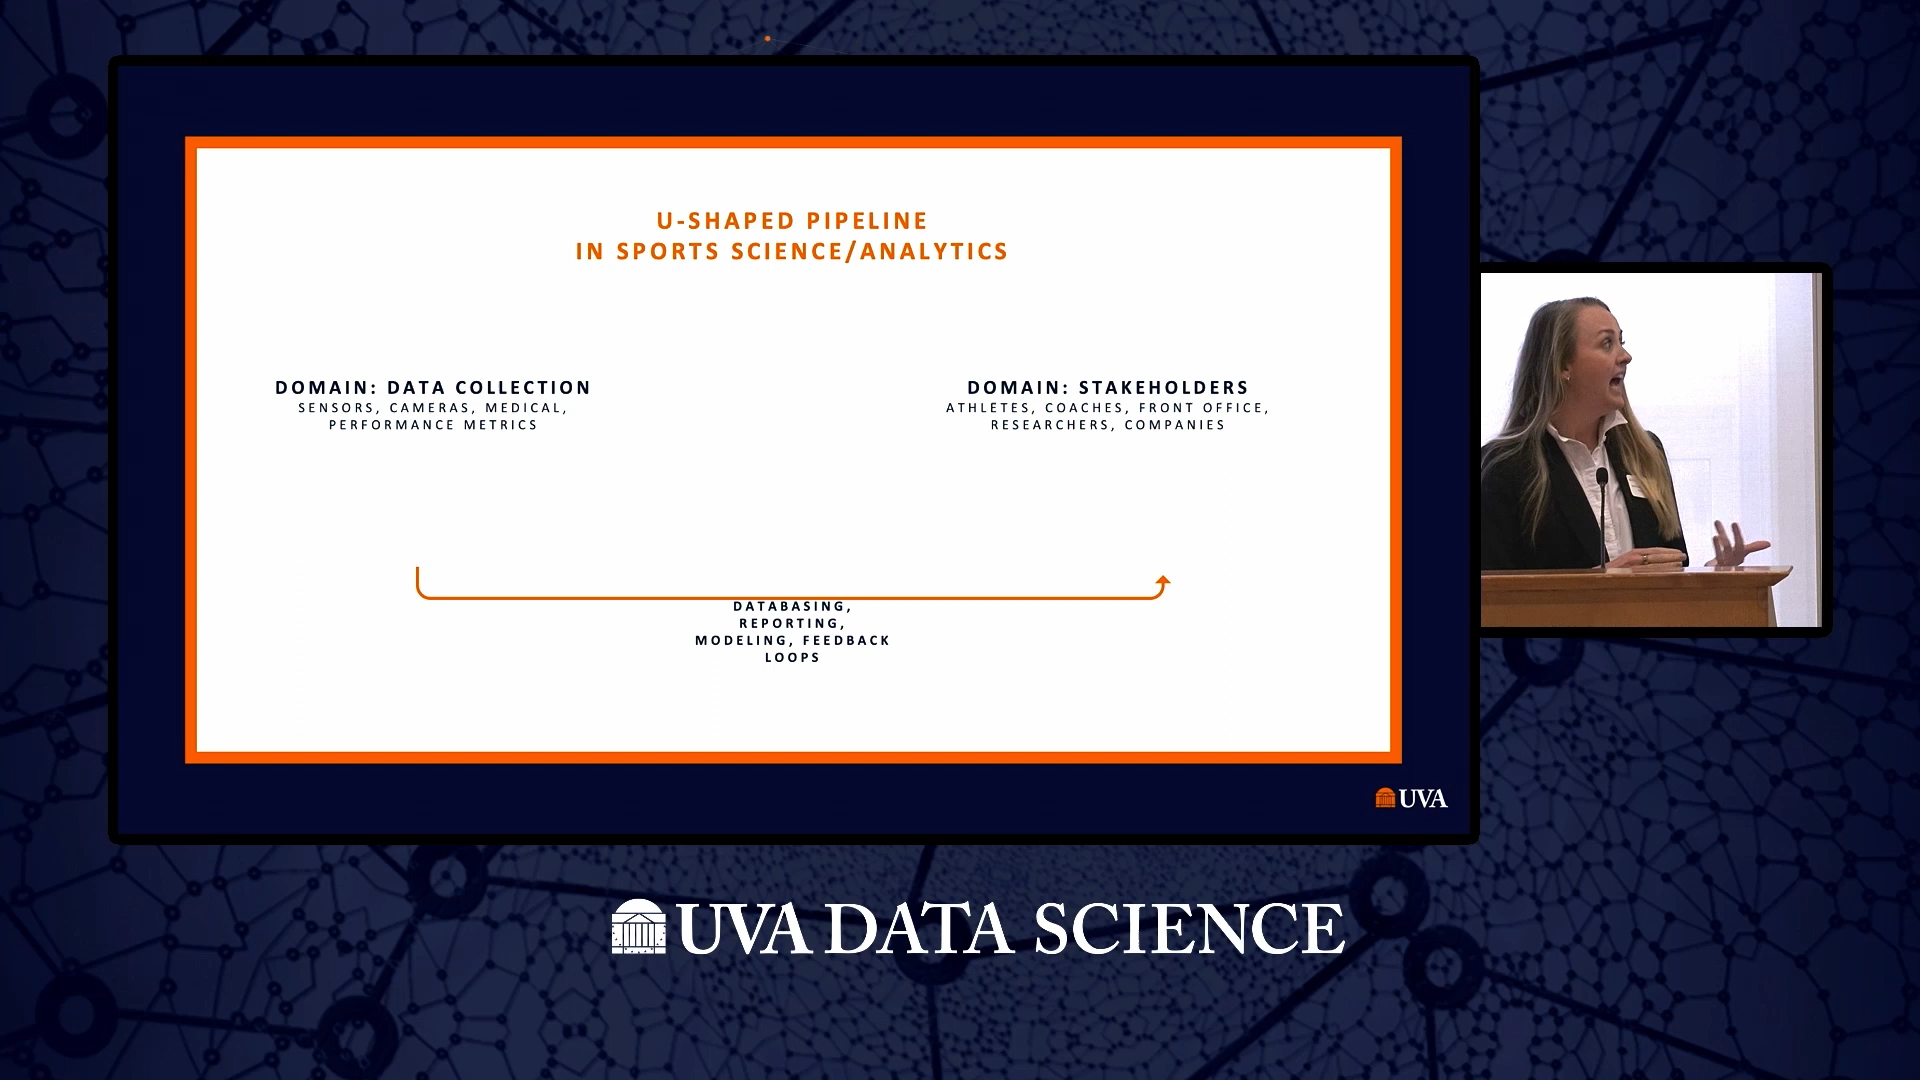 U-SHAPED PIPELINE
IN SPORTS SCIENCE/ANALYTICS
DOMAIN: DATA COLLECTION
SENSORS, CAMERAS, MEDICAL,
PERFORMANCE METRICS
DOMAIN: STAKEHOLDERS
ATHLETES, COACHES, FRONT OFFICE,
RESEARCHERS, COMPANIES
DATABASING,
REPORTING,
MODELING, FEEDBACK
LOOPS
UVA
UVA DATA SCIENCE